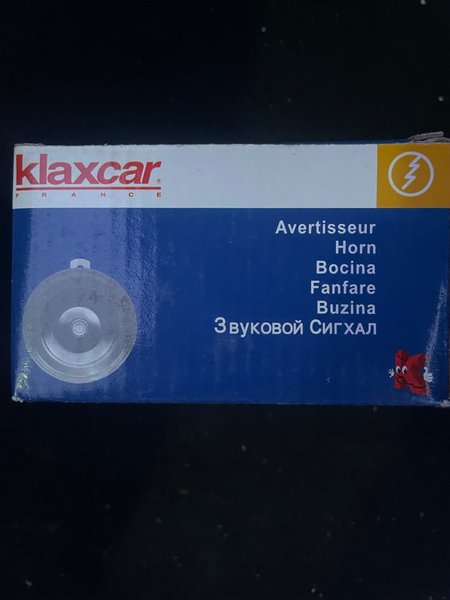 klaxcar®
FRANCE
Avertisseur
Horn
Bocina
Fanfare
Buzina
Звуковой Сигхал